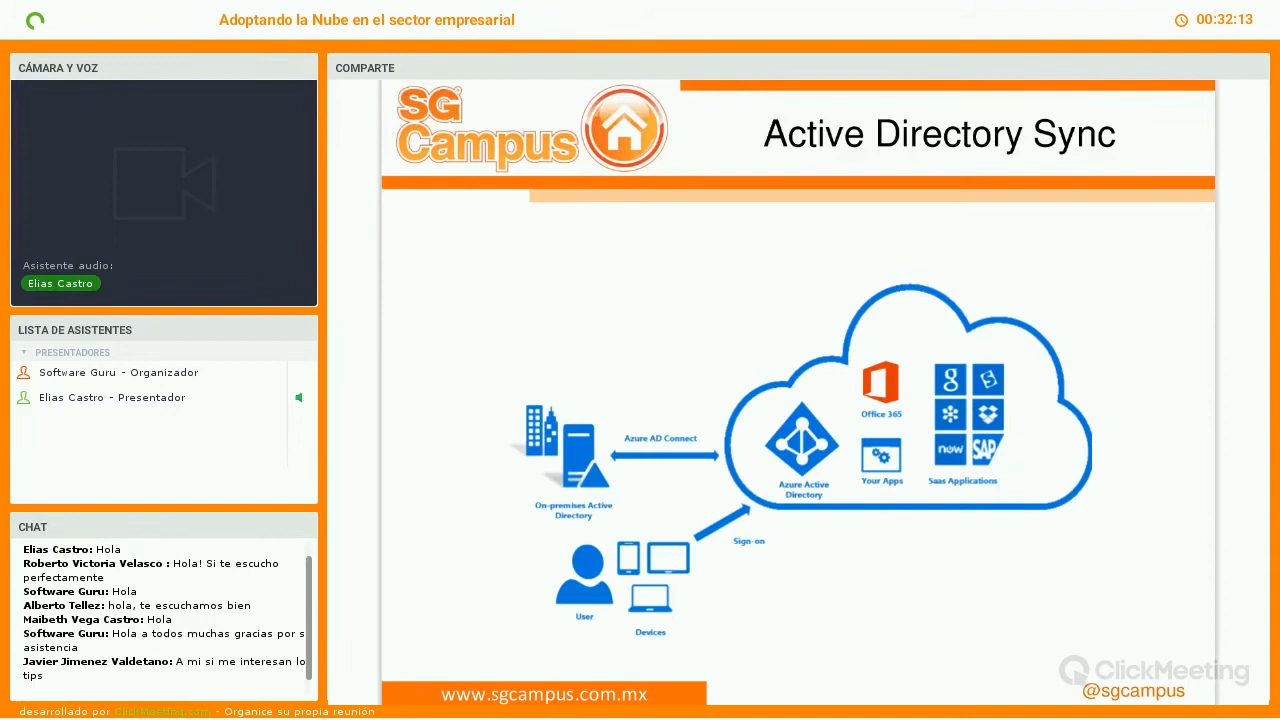 Adoptando la Nube en el sector empresarial
00:32:13
CÁMARA Y VOZ
Asistente audio:
Elias Castro
LISTA DE ASISTENTES
PRESENTADORES
Software Guru - Organizador
Elias Castro - Presentador
CHAT
Elias Castro: Hola
Roberto Victoria Velasco : Hola! Si te escucho
perfectamente
Software Guru: Hola
Alberto Tellez: hola, te escuchamos bien
Maibeth Vega Castro: Hola
Software Guru: Hola a todos muchas gracias por s
asistencia
Javier Jimenez Valdetano: A mi si me interesan lo
tips
COMPARTE
SG
Campus
Active Directory Sync
Azure AD Connect
On-premises Active
Directory
Azure Active
Directory
Office 365
Your Apps
g
now
SAP
Saas Applications
Sign-on
User
Devices
www.sgcampus.com.mx
ClickMeeting
@sgcampus
desarrollado por ClickMeeting.com - Organice su propia reunión